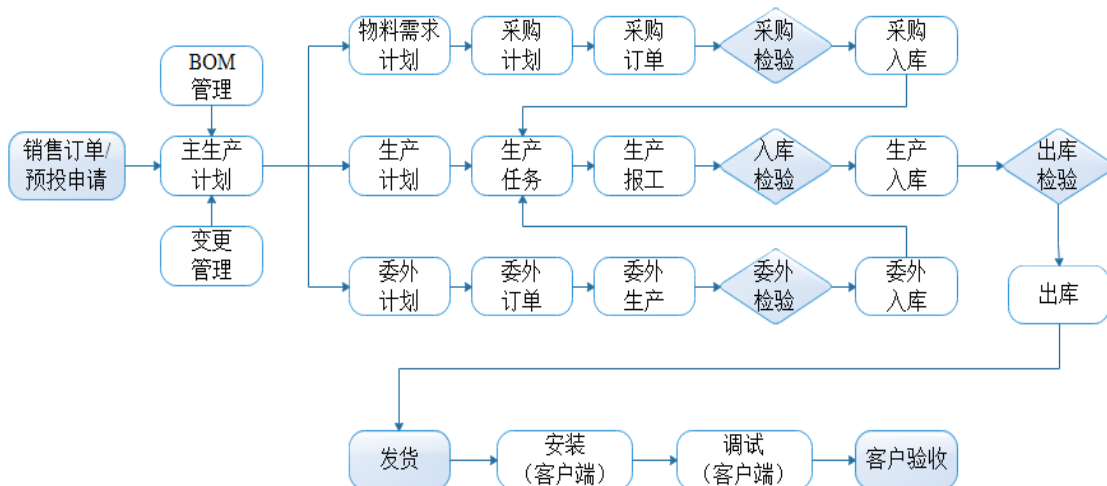 BOM
管理
销售订单/
预投申请
主生产
计划
变更
管理
物料需求
计划
采购
计划
采购
订单
采购
检验
采购
入库
生产
计划
生产
任务
生产
报工
入库
检验
生产
入库
出库
检验
委外
计划
委外
订单
委外
生产
委外
检验
委外
入库
出库
发货
安装
（客户端）
调试
（客户端）
客户验收